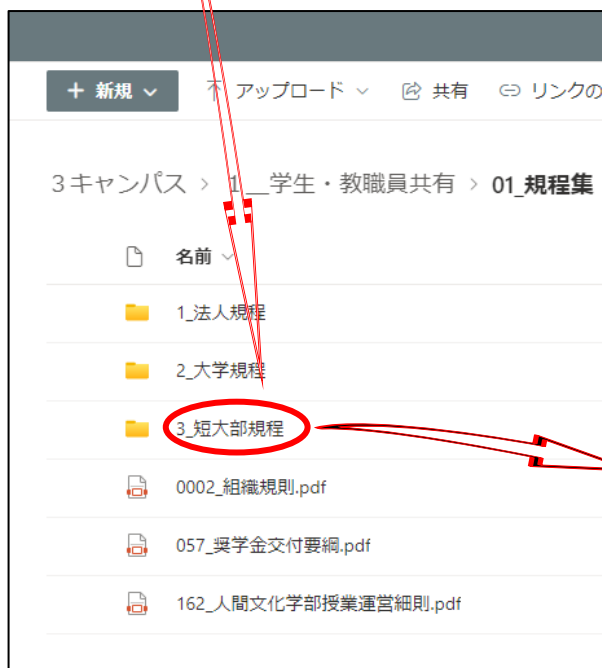 + 新規 アップロード 共有 リンクの
3キャンパス > 1__学生・教職員共有 > 01_規程集
名前
1_法人規程
2_大学規程
3_短大部規程
0002_組織規則.pdf
057_奨学金交付要綱.pdf
162_人間文化学部授業運営細則.pdf